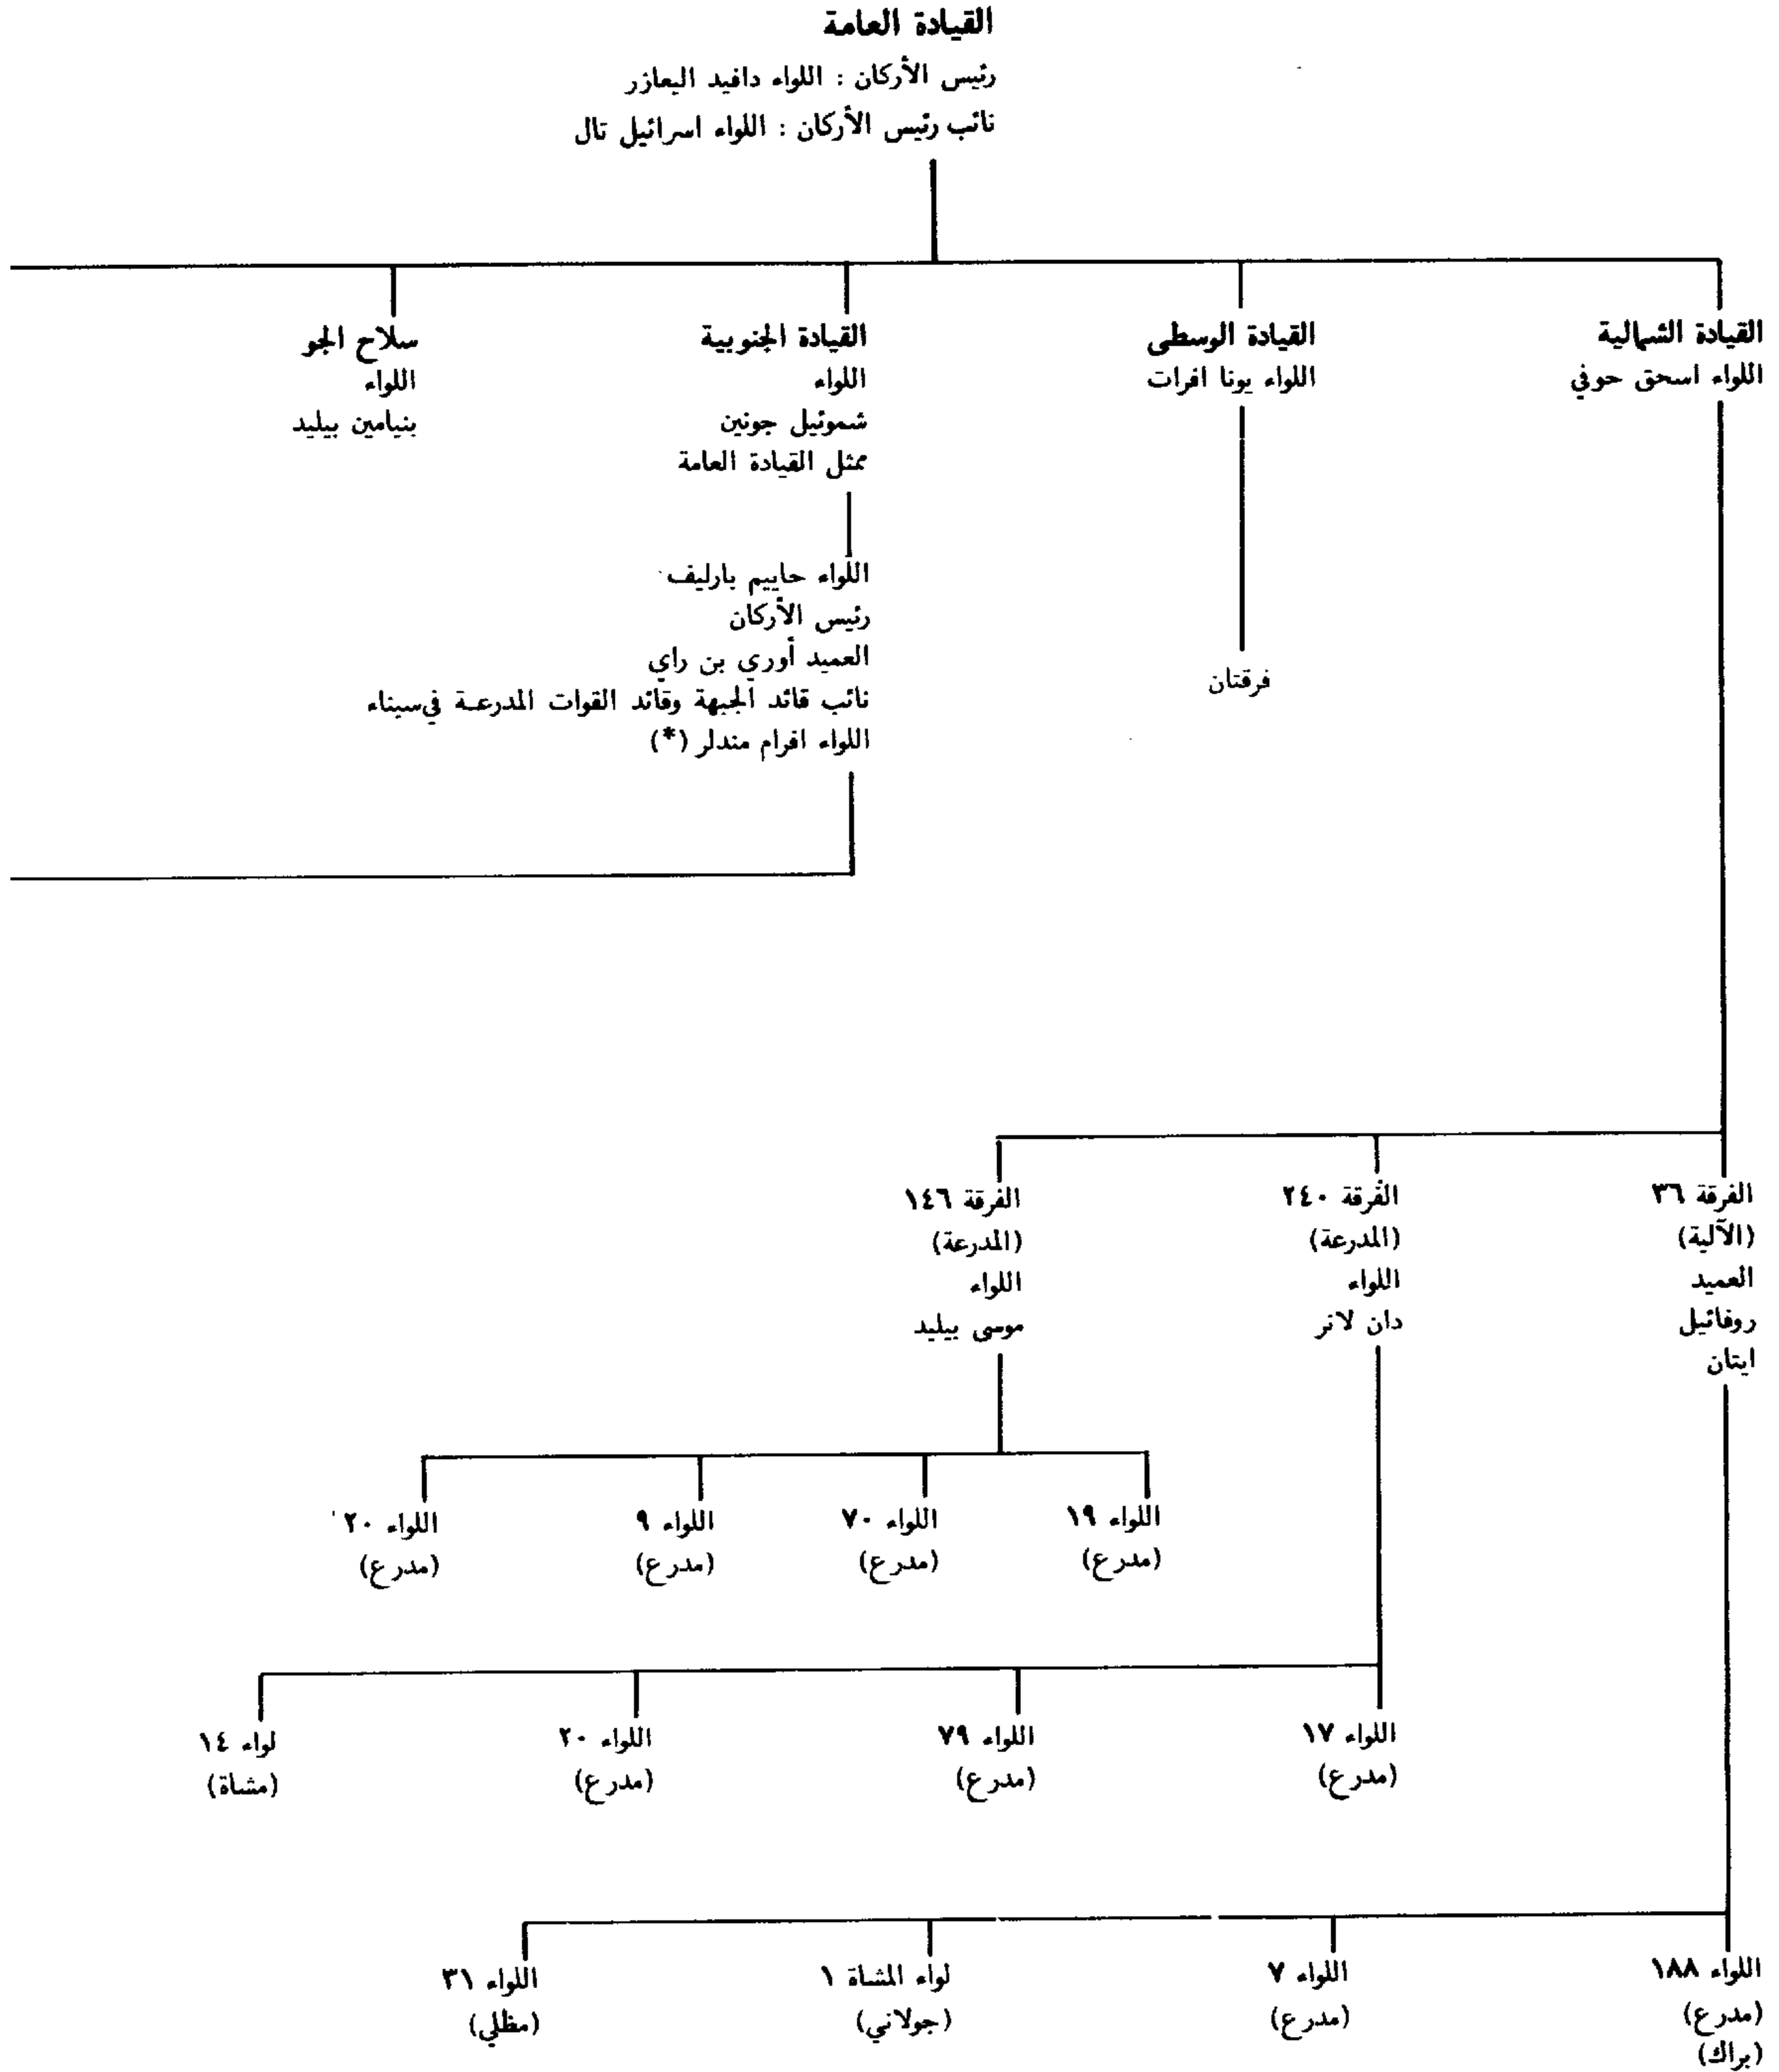 القيادة العامة
رئيس الأركان : اللواء دافيد اليعازر
نائب رئيس الأركان : اللواء اسرائيل تال
القيادة الشمالية
اللواء اسحق حوفي
القيادة الوسطى
اللواء يونا افرات
فرقتان
القيادة الجنوبية
اللواء
شموئيل جونين
ممثل القيادة العامة
اللواء حاييم بارليف
رئيس الأركان
العميد أوري بن راي
نائب قائد الجبهة وقائد القوات المدرعة في سيناء
اللواء افرام مندلر (*)
سلاح الجو
اللواء
بنيامين بيليد
الفرقة ٣٦
(الآلية)
العميد
روفائيل
ايتان
الفرقة ٢٤٠
(المدرعة)
اللواء
دان لانر
الفرقة ١٤٦
(المدرعة)
اللواء
موسى بيليد
اللواء ١٩
(مدرع)
اللواء ٧٠
(مدرع)
اللواء ٩
(مدرع)
اللواء ٢٠
(مدرع)
اللواء ١٧
(مدرع)
اللواء ٧٩
(مدرع)
اللواء ٢٠
(مدرع)
لواء ١٤
(مشاة)
اللواء ١٨٨
(مدرع)
(براك)
اللواء ٧
(مدرع)
لواء المشاة ١
(جولاني)
اللواء ٣١
(مظلي)